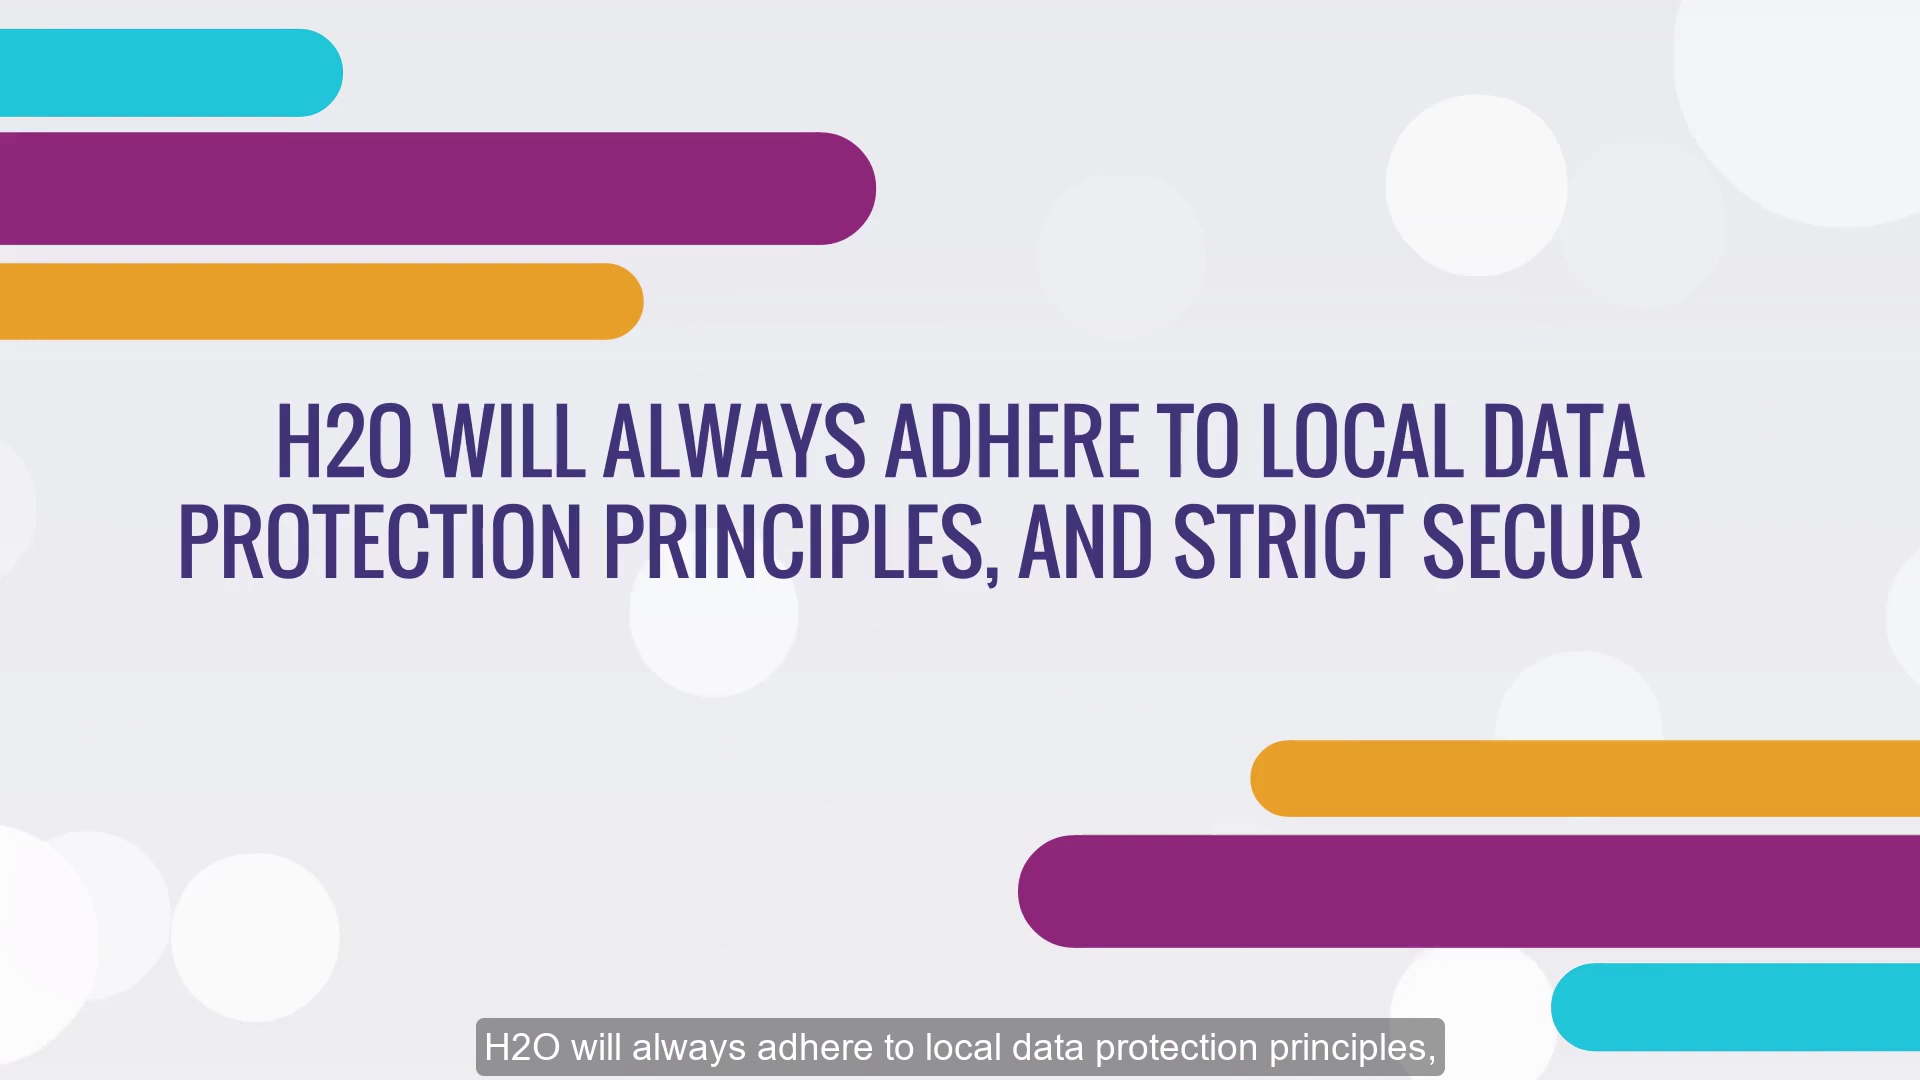 H2O WILL ALWAYS ADHERE TO LOCAL DATA
PROTECTION PRINCIPLES, AND STRICT SECUR
H2O will always adhere to local data protection principles,